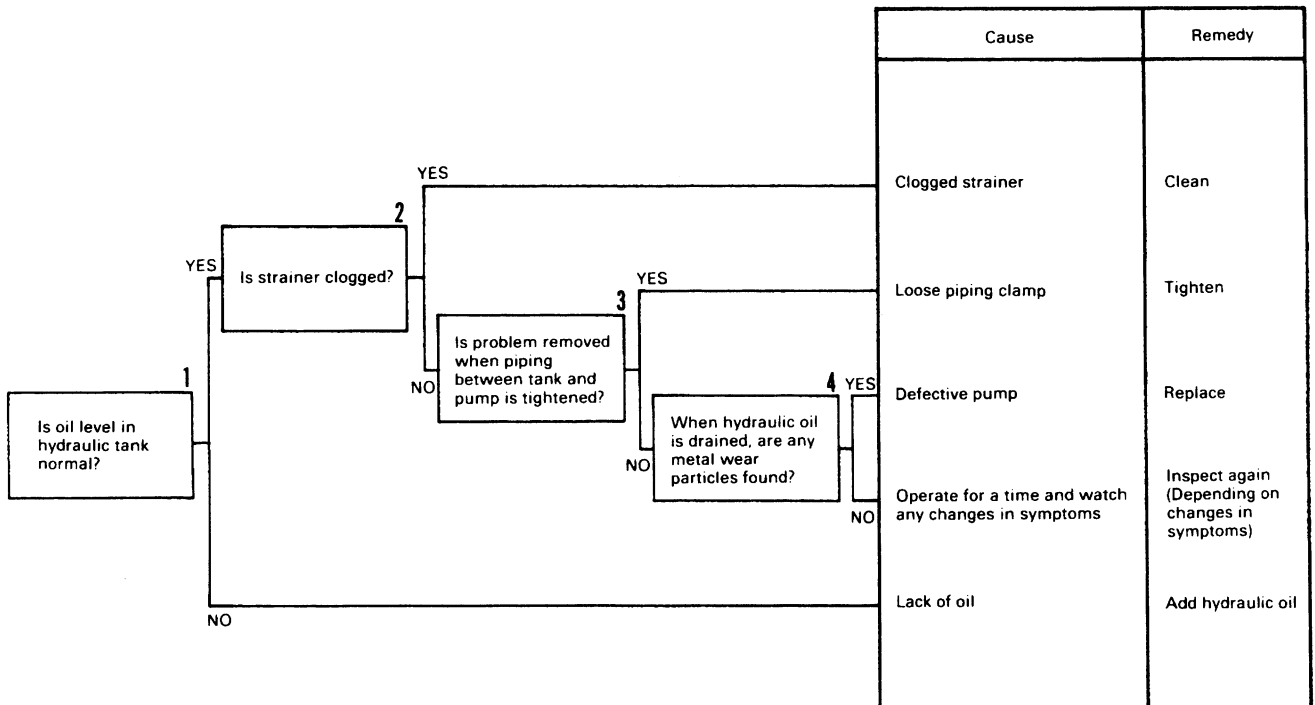 Cause
Remedy
YES
Clogged strainer
Clean
2
YES
Is strainer clogged?
YES
Loose piping clamp
Tighten
3
Is problem removed
when piping
between tank and
pump is tightened?
NO
1
Is oil level in
hydraulic tank
normal?
4
YES
Defective pump
Replace
When hydraulic oil
is drained, are any
metal wear
particles found?
NO
NO
Operate for a time and watch
any changes in symptoms
Inspect again
(Depending on
changes in
symptoms)
NO
Lack of oil
Add hydraulic oil